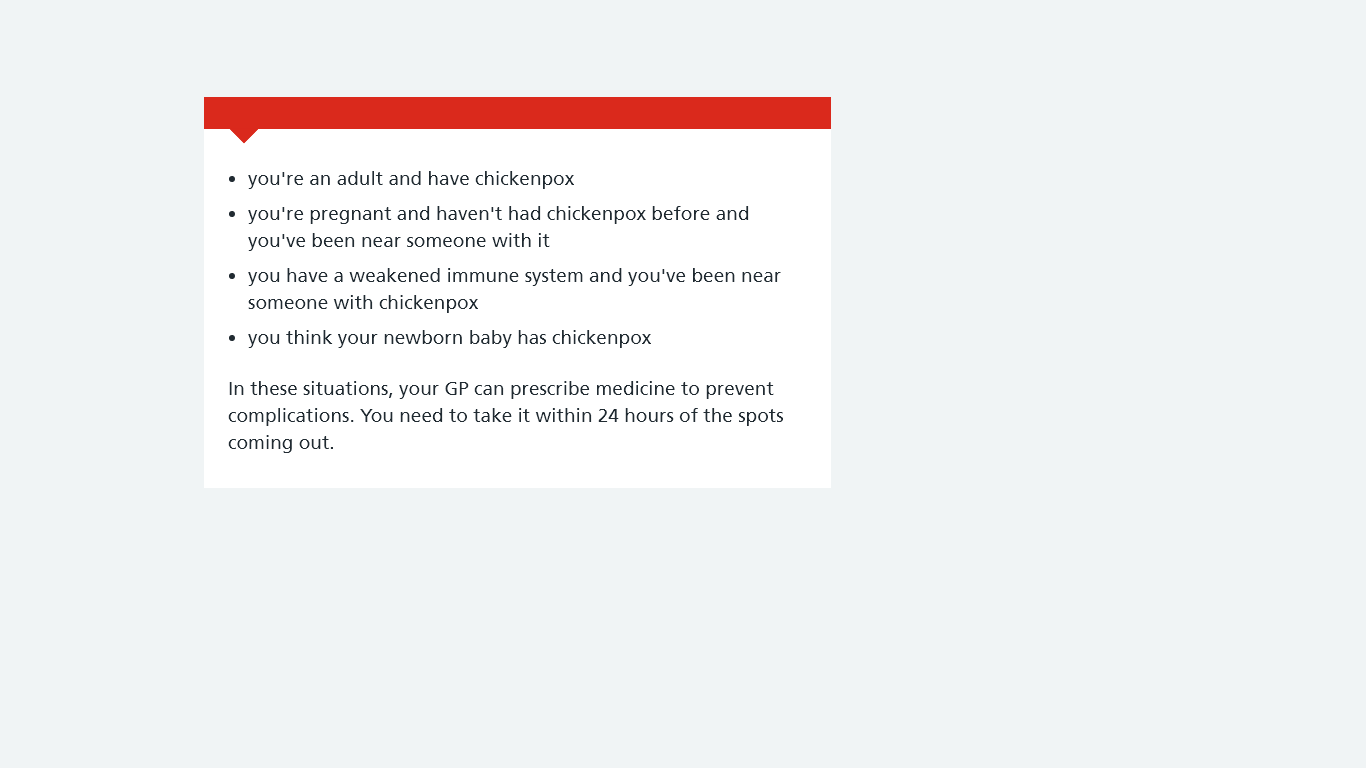 • you're an adult and have chickenpox
• you're pregnant and haven't had chickenpox before and
you've been near someone with it
• you have a weakened immune system and you've been near
someone with chickenpox
• you think your newborn baby has chickenpox
In these situations, your GP can prescribe medicine to prevent
complications. You need to take it within 24 hours of the spots
coming out.